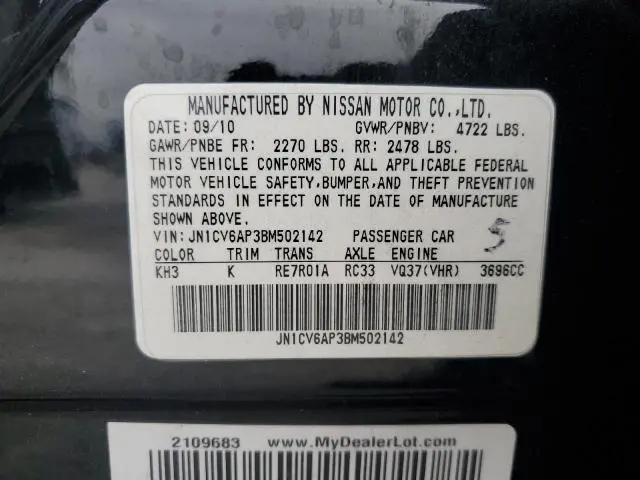 MANUFACTURED BY NISSAN MOTOR CO.,LTD.
DATE: 09/10 GVWR/PNBV: 4722 LBS.
GAWR/PNBE FR: 2270 LBS. RR: 2478 LBS.
THIS VEHICLE CONFORMS TO ALL APPLICABLE FEDERAL
MOTOR VEHICLE SAFETY,BUMPER,AND THEFT PREVENTION
STANDARDS IN EFFECT ON THE DATE OF MANUFACTURE
SHOWN ABOVE.
VIN:JN1CV6AP3BM502142 PASSENGER CAR 5
COLOR TRIM TRANS AXLE ENGINE
KH3 K RE7R01A RC33 VQ37(VHR) 3696CC
JN1CV6AP3BM502142
2109683 www.MyDealerLot.com